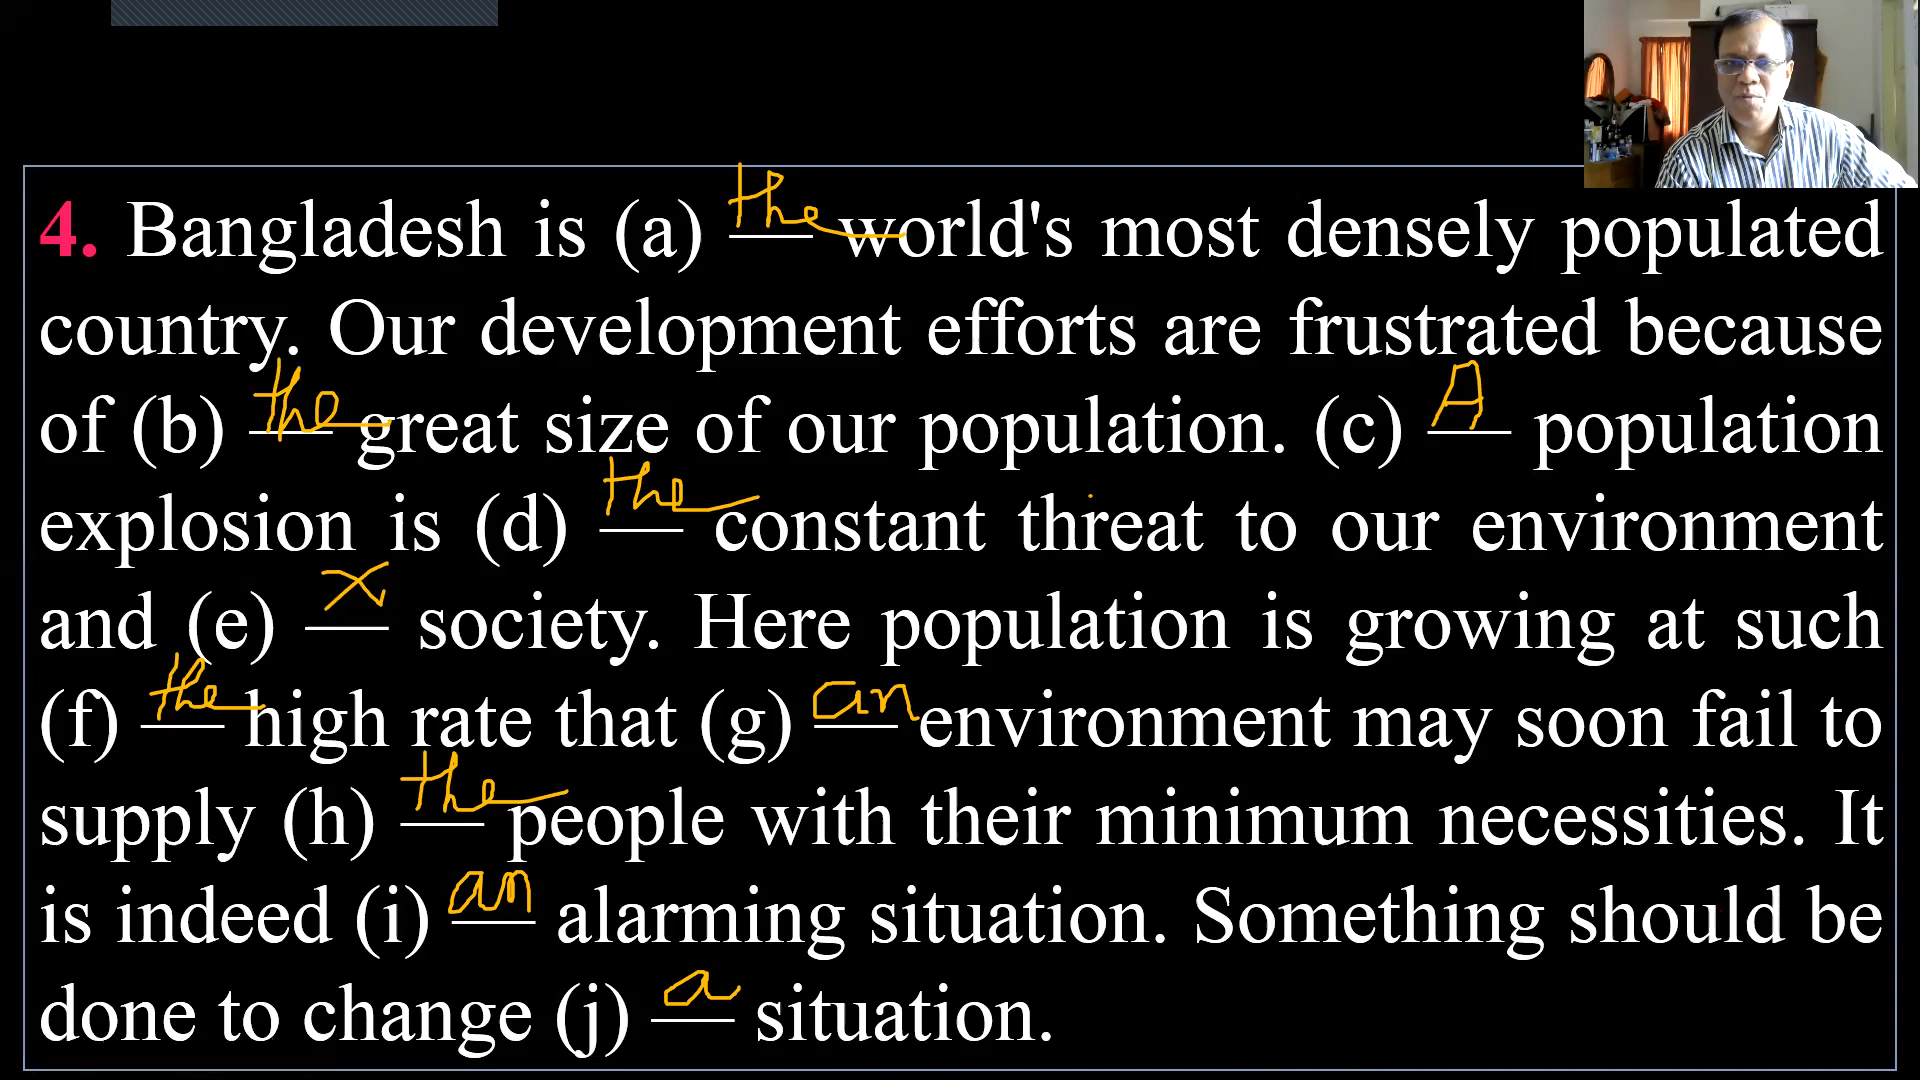 4. Bangladesh is (a) the world's most densely populated
country. Our development efforts are frustrated because
of (b) the great size of our population. (c) A population
explosion is (d) the constant threat to our environment
and (e) x society. Here population is growing at such
(f) the high rate that (g) an environment may soon fail to
supply (h) the people with their minimum necessities. It
is indeed (i) an alarming situation. Something should be
done to change (j) a situation.